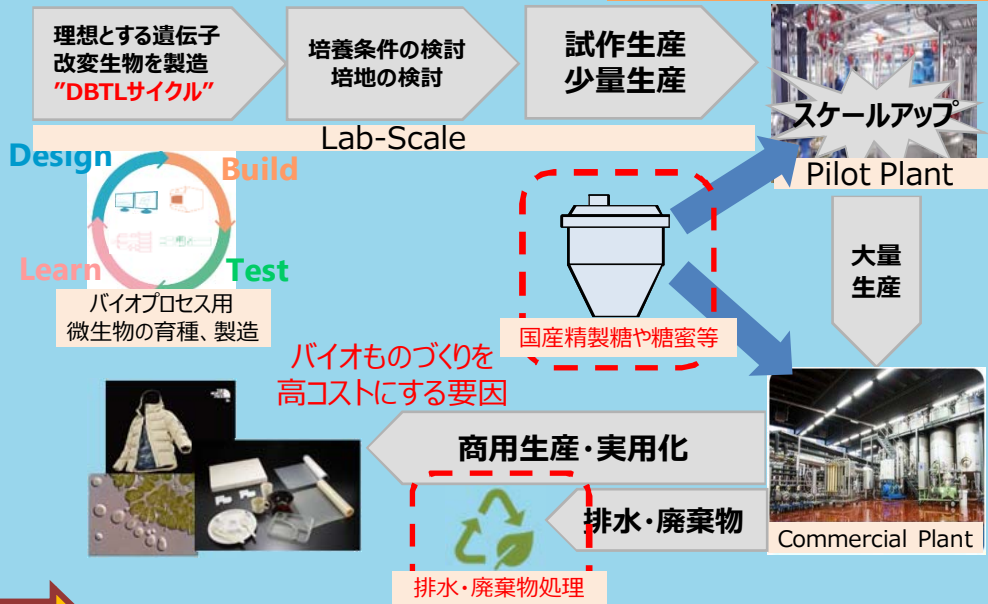 理想とする遺伝子
改変生物を製造
”DBTLサイクル”
培養条件の検討
培地の検討
試作生産
少量生産
スケールアップ
Lab-Scale
Pilot Plant
Design
Build
Learn
Test
バイオプロセス用
微生物の育種、製造
国産精製糖や糖蜜等
大量
生産
バイオものづくりを
高コストにする要因
商用生産・実用化
排水・廃棄物
Commercial Plant
排水・廃棄物処理